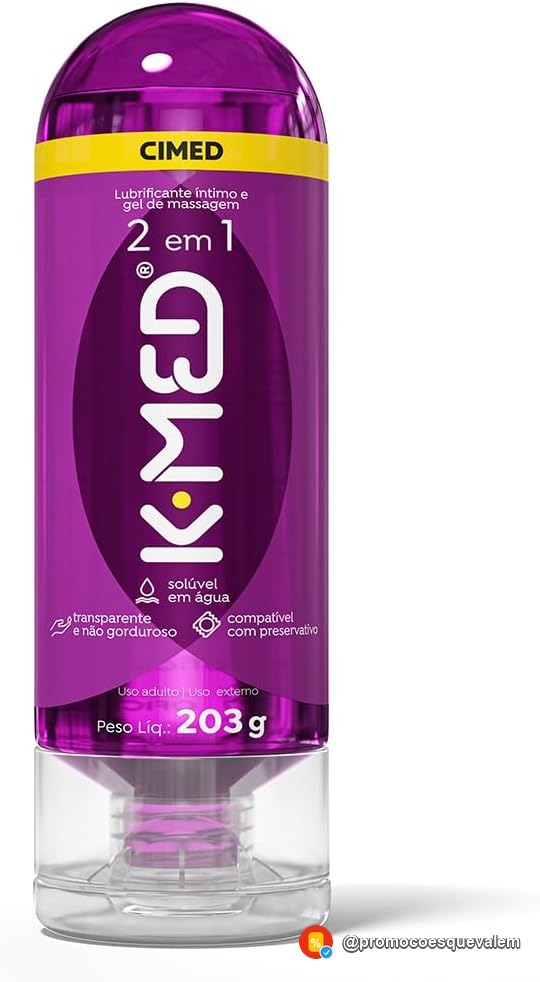 CIMED
Lubrificante íntimo e
gel de massagem
2 em 1
K·MED®
solúvel
em água
transparente
e não gorduroso
compatível
com preservativo
Uso adulto | Uso externo
Peso Líq.: 203g
%
@promocoesquevalem